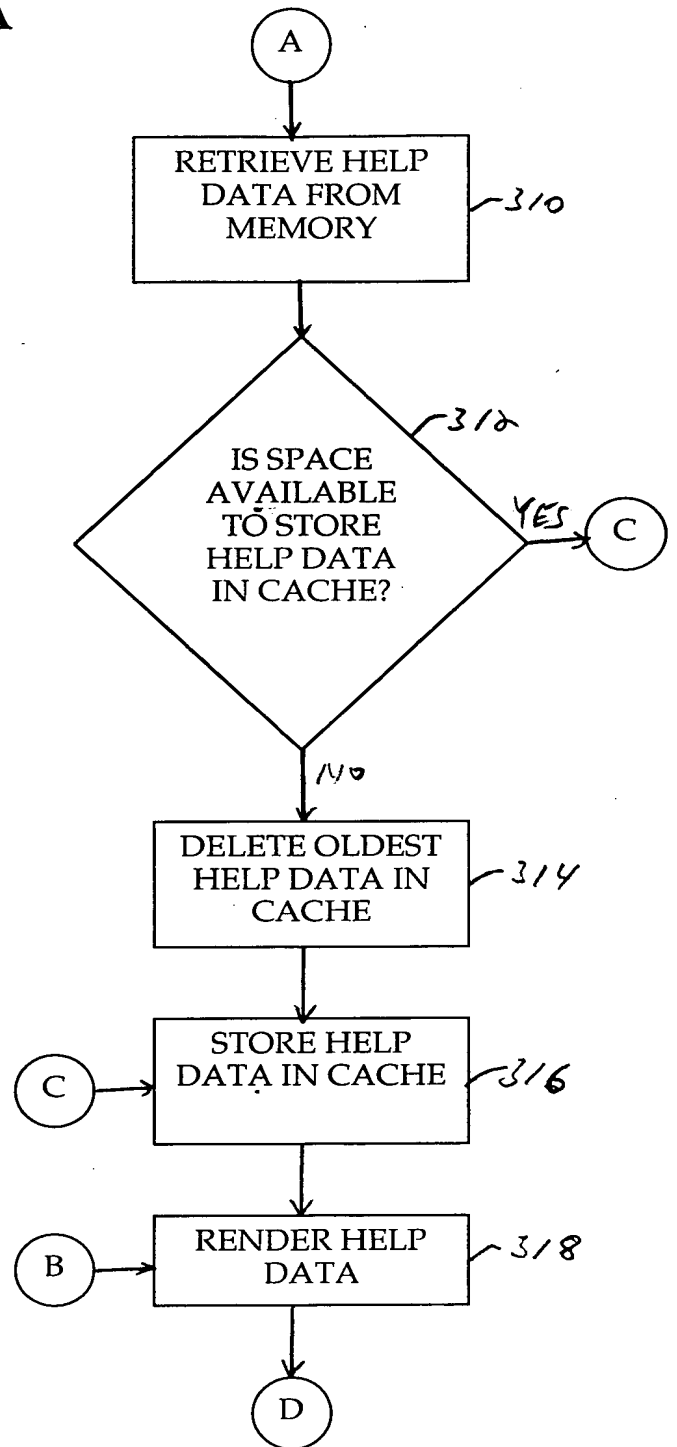 A
A
RETRIEVE HELP
DATA FROM
MEMORY
310
312
IS SPACE
AVAILABLE
TO STORE
HELP DATA
IN CACHE?
YES
C
NO
DELETE OLDEST
HELP DATA IN
CACHE
314
C
STORE HELP
DATA IN CACHE
316
B
RENDER HELP
DATA
318
D